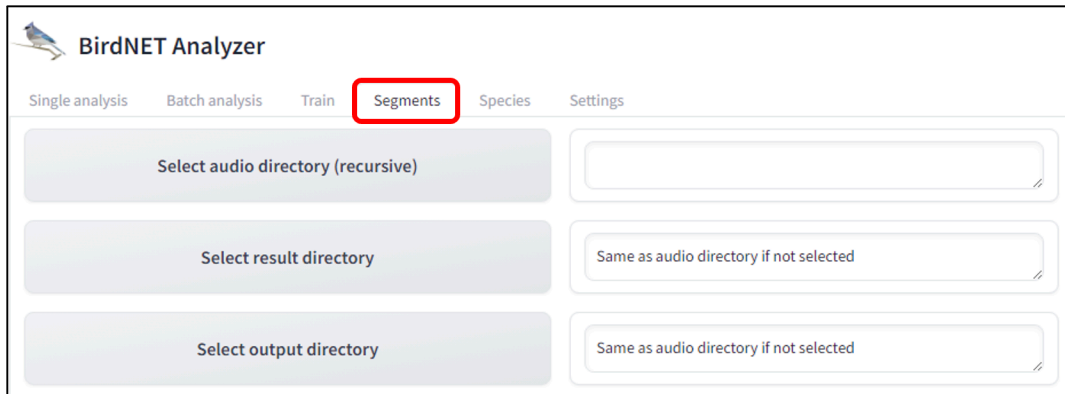 BirdNET Analyzer
Single analysis Batch analysis Train Segments Species Settings
Select audio directory (recursive)
Select result directory
Same as audio directory if not selected
Select output directory
Same as audio directory if not selected